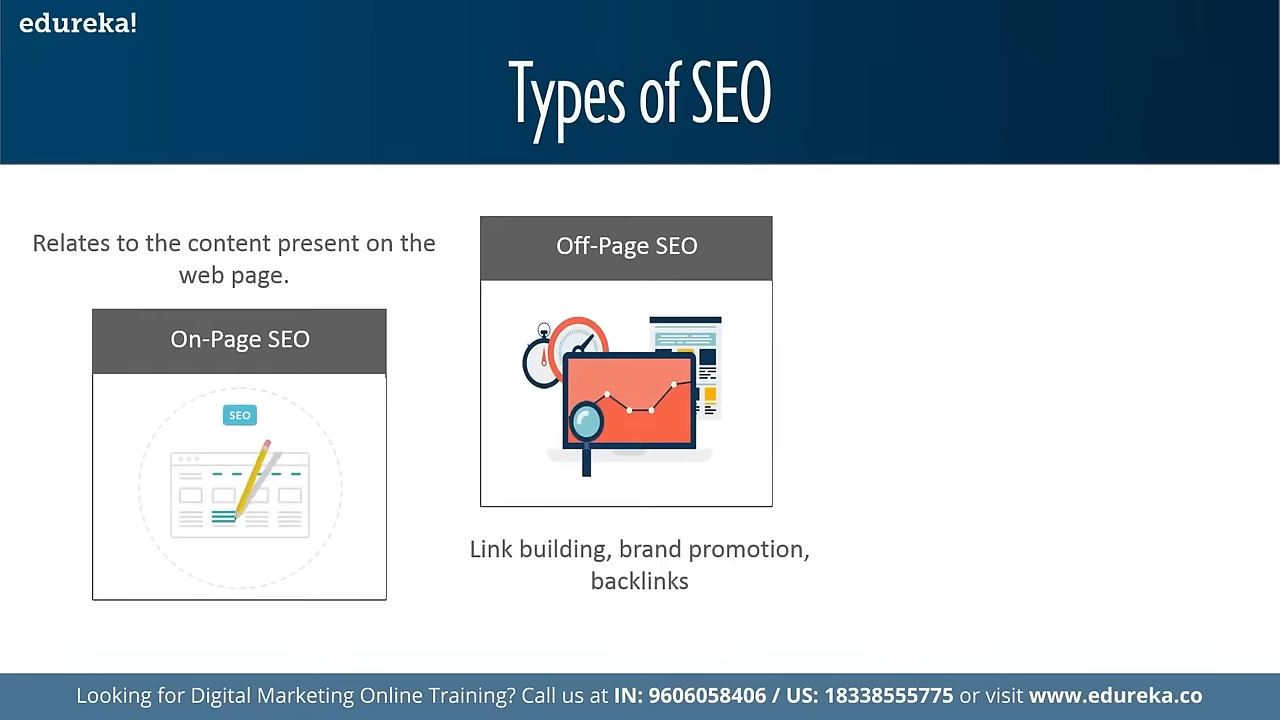 edureka!
Types of SEO
Relates to the content present on the
web page.
On-Page SEO
SEO
Off-Page SEO
Link building, brand promotion,
backlinks
Looking for Digital Marketing Online Training? Call us at IN: 9606058406 / US: 18338555775 or visit www.edureka.co